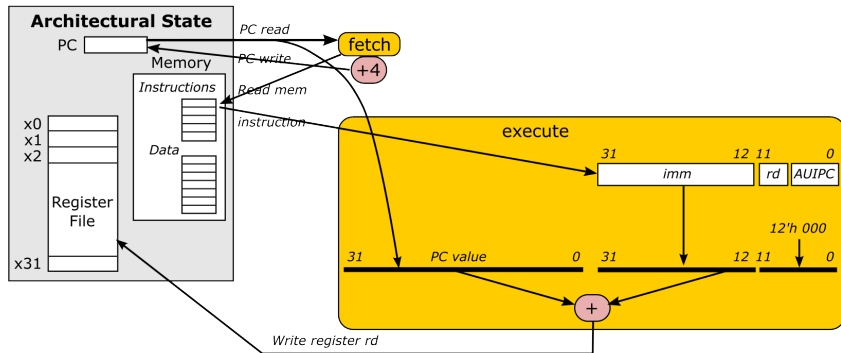 Architectural State
PC
PC read
fetch
PC write
+4
Memory
Instructions
Read mem
instruction
x0
x1
x2
Data
Register
File
x31
execute
31 12 11 0
imm rd AUIPC
12'h 000
31 PC value 0 31 12 11 0
+
Write register rd